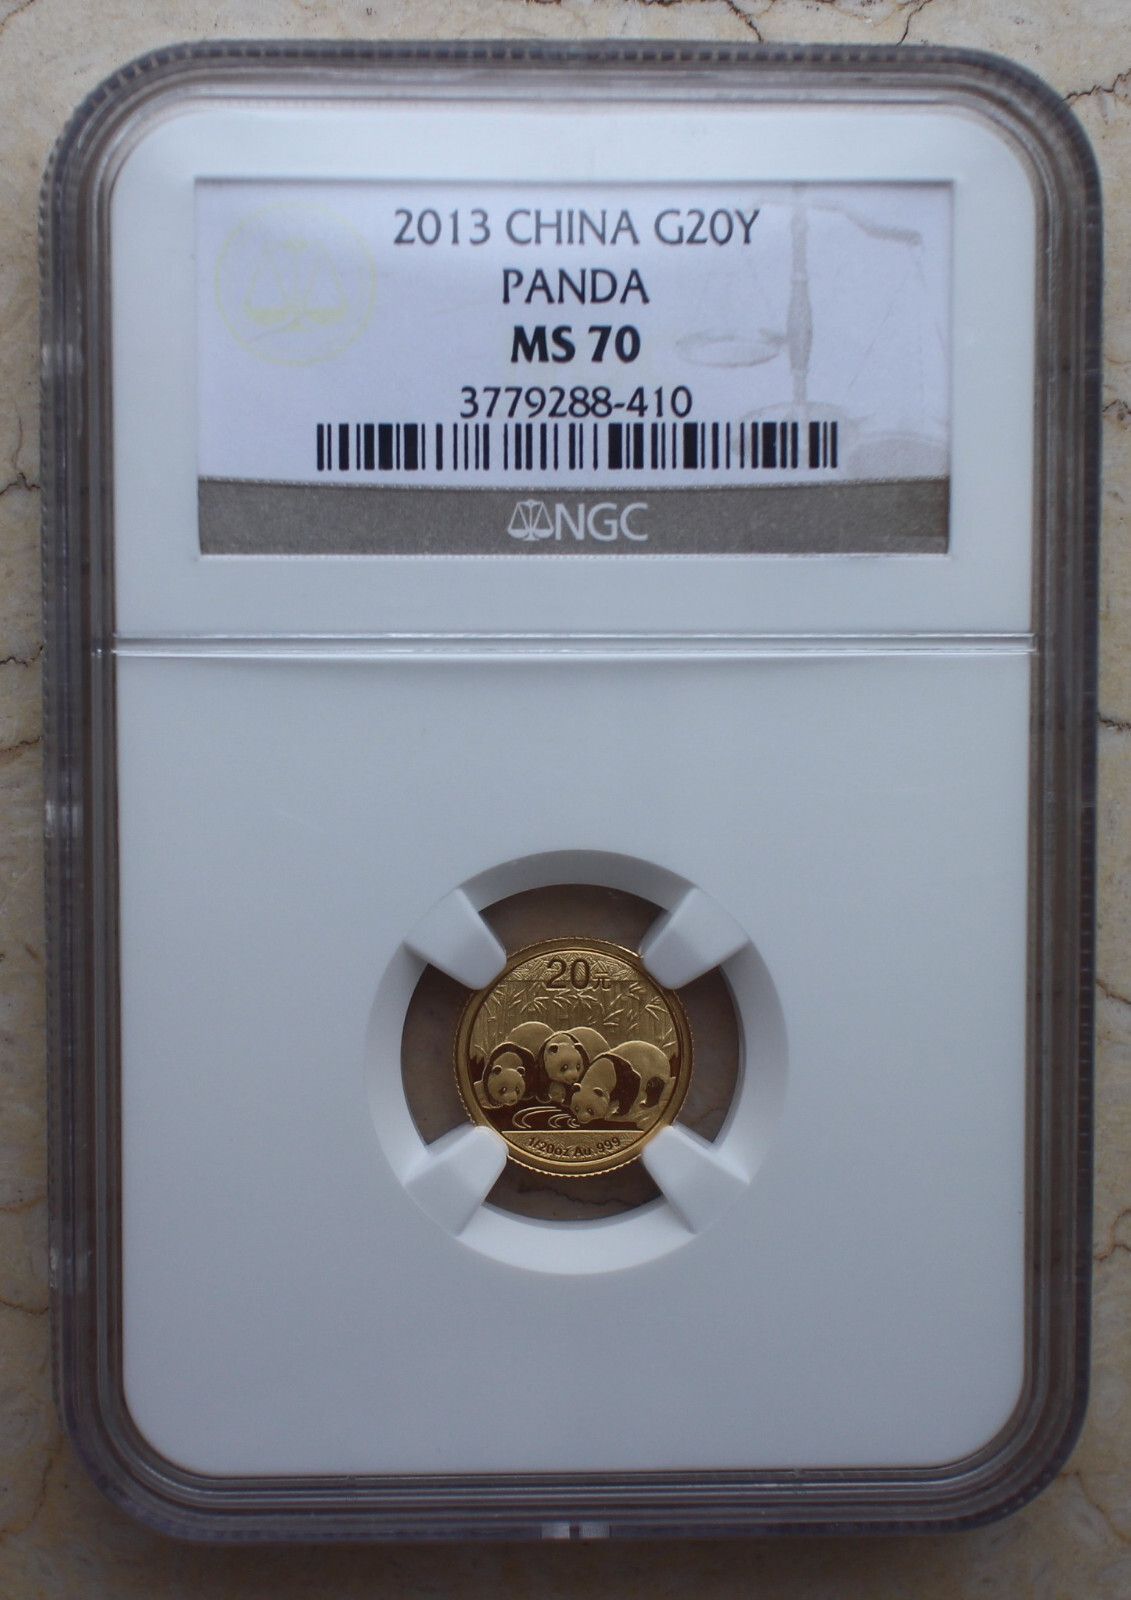 2013 CHINA G20Y
PANDA
MS 70
3779288-410
NGC
20元
1/20oz Au .999